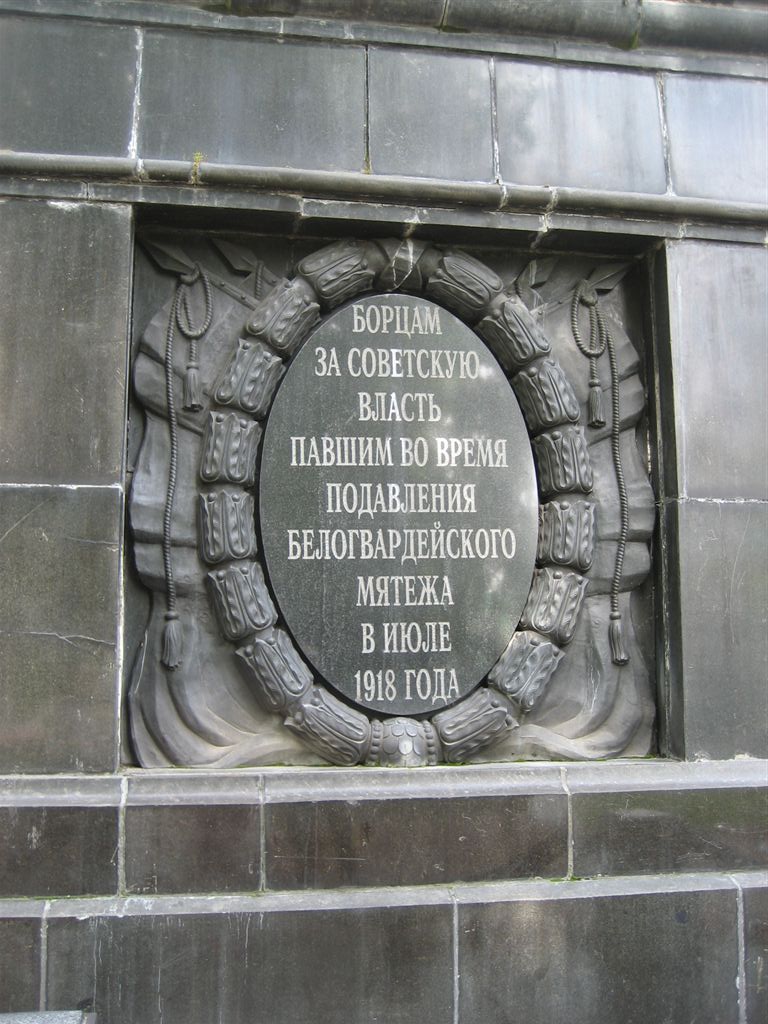 БОРЦАМ
ЗА СОВЕТСКУЮ
ВЛАСТЬ
ПАВШИМ ВО ВРЕМЯ
ПОДАВЛЕНИЯ
БЕЛОГВАРДЕЙСКОГО
МЯТЕЖА
В ИЮЛЕ
1918 ГОДА